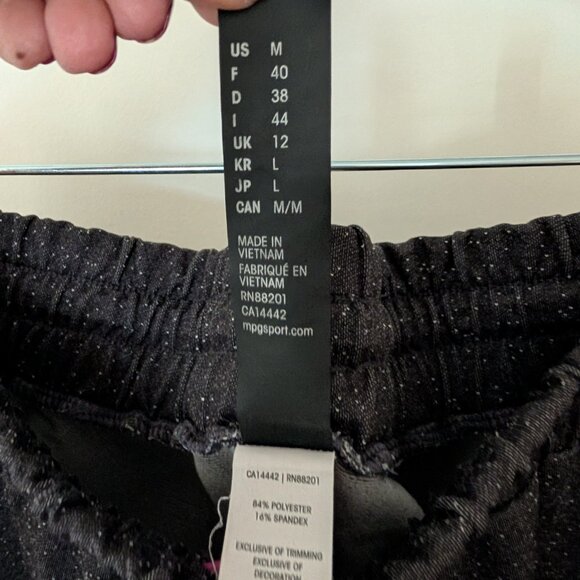 US M
F 40
D 38
I 44
UK 12
KR L
JP L
CAN M/M
MADE IN
VIETNAM
FABRIQUÉ EN
VIETNAM
RN88201
CA14442
mpgsport.com
CA14442 | RN88201
84% POLYESTER
16% SPANDEX
EXCLUSIVE OF TRIMMING
EXCLUSIVE OF
DECORATION